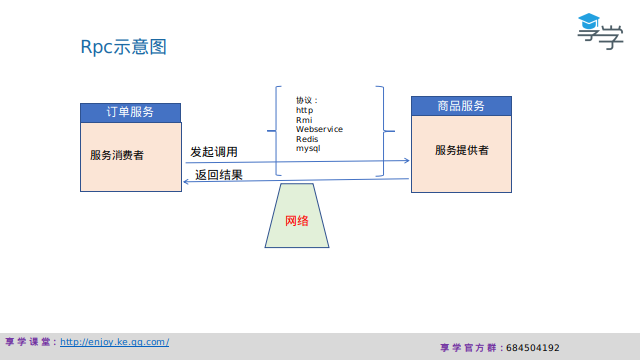 Rpc示意图
享学
订单服务
服务消费者
发起调用
返回结果
协议：
http
Rmi
Webservice
Redis
mysql
商品服务
服务提供者
网络
享学课堂：http://enjoy.ke.qq.com/
享学官方群：684504192